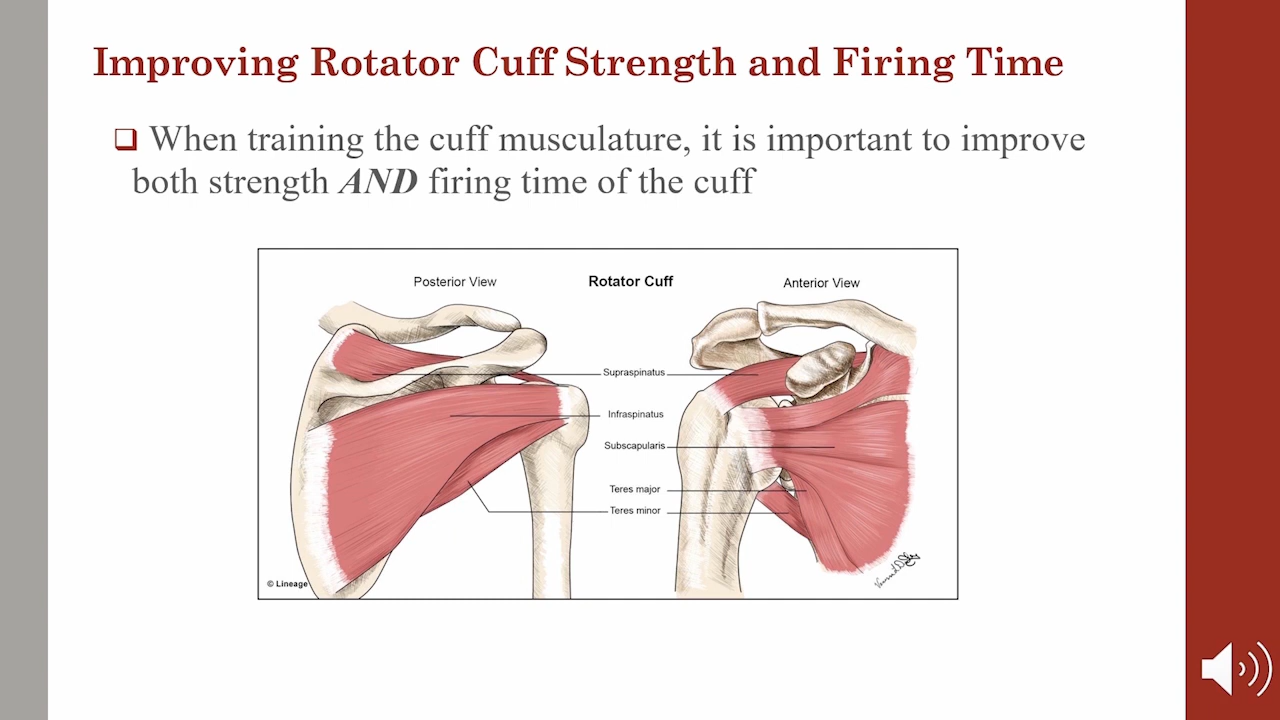 Improving Rotator Cuff Strength and Firing Time
When training the cuff musculature, it is important to improve
both strength AND firing time of the cuff
Posterior View
Rotator Cuff
Anterior View
Supraspinatus
Infraspinatus
Subscapularis
Teres major
Teres minor
© Lineage